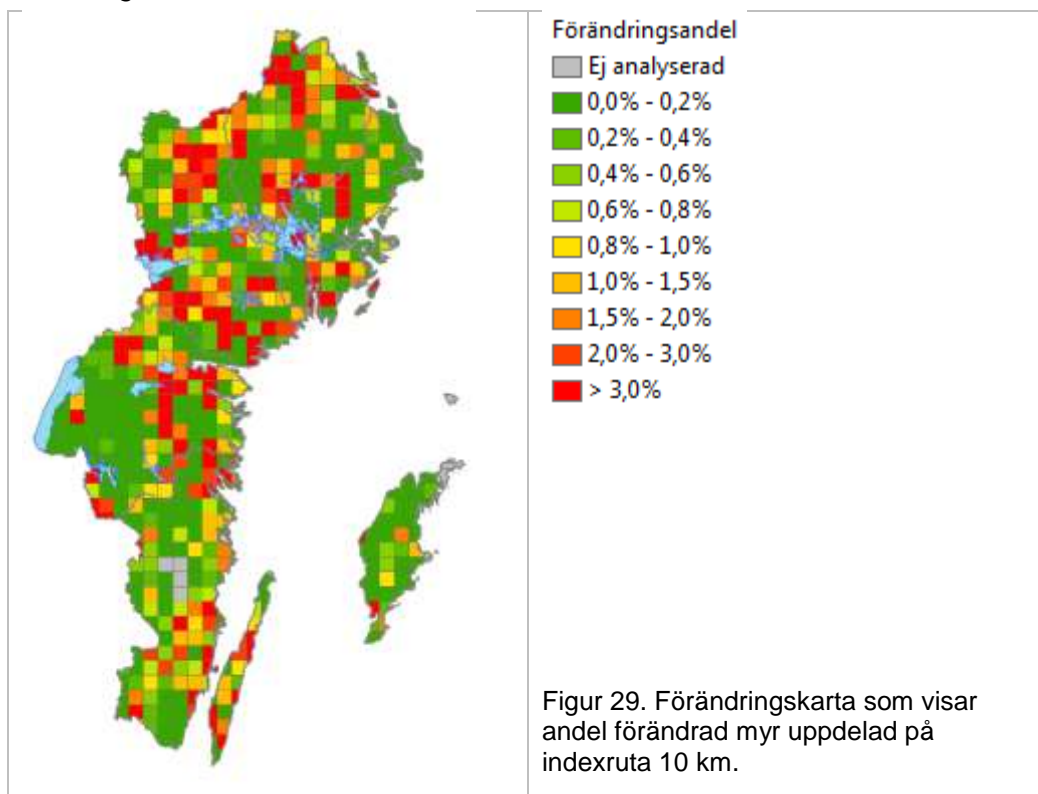 Förändringsandel
Ej analyserad
0,0% - 0,2%
0,2% - 0,4%
0,4% - 0,6%
0,6% - 0,8%
0,8% - 1,0%
1,0% - 1,5%
1,5% - 2,0%
2,0% - 3,0%
> 3,0%
Figur 29. Förändringskarta som visar
andel förändrad myr uppdelad på
indexruta 10 km.